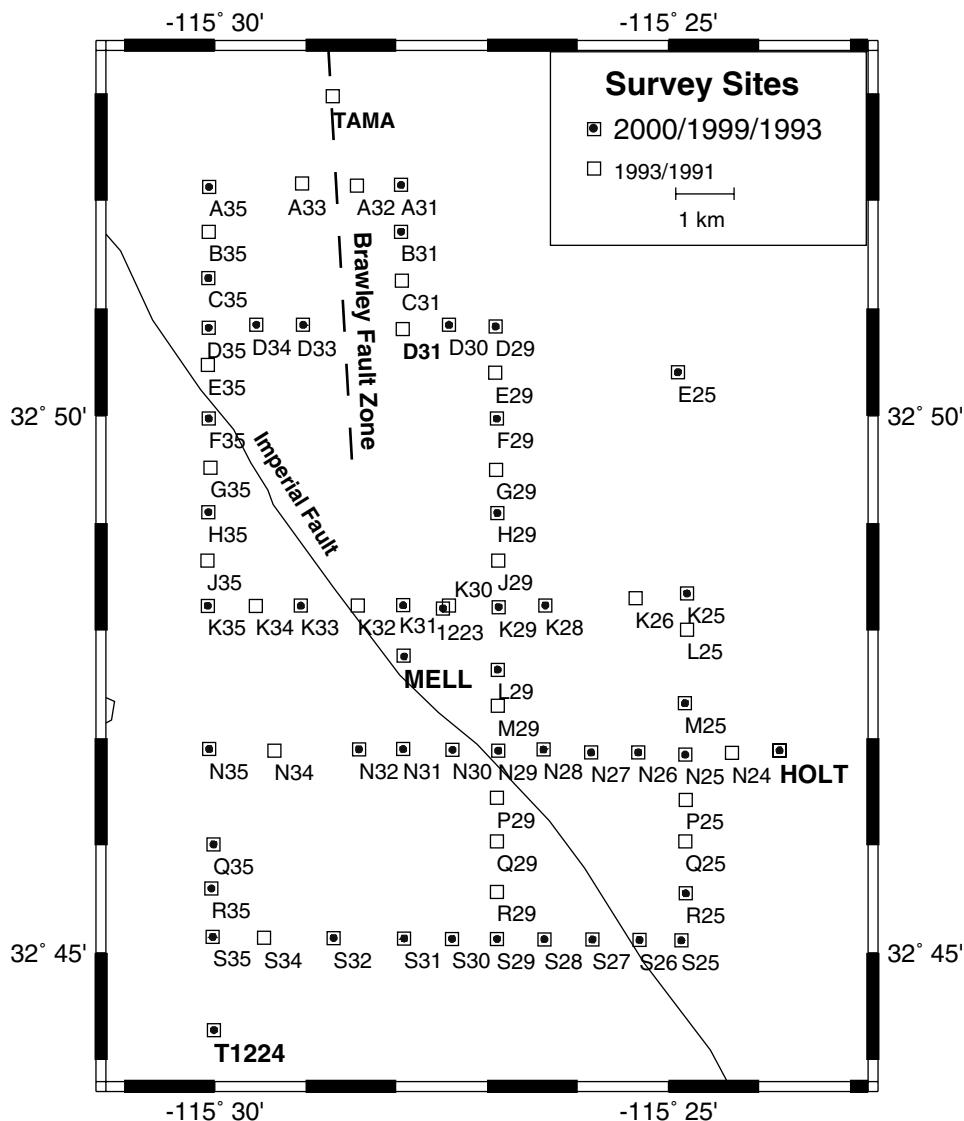 -115° 30' -115° 25'
Survey Sites
2000/1999/1993
1993/1991
1 km
TAMA
A35 A33 A32 A31
B35 B31
C35 C31
D35 D34 D33 D31 D30 D29
E35 E29 E25
32° 50' 32° 50'
F35 F29
G35 G29
H35 H29
J35 J29
Brawley Fault Zone
Imperial Fault
K30
K35 K34 K33 K32 K31 1223 K29 K28 K26 K25
L25
MELL L29
M29 M25
N35 N34 N32 N31 N30 N29 N28 N27 N26 N25 N24 HOLT
P29 P25
Q35 Q29 Q25
R35 R29 R25
S35 S34 S32 S31 S30 S29 S28 S27 S26 S25
32° 45' 32° 45'
T1224
-115° 30' -115° 25'